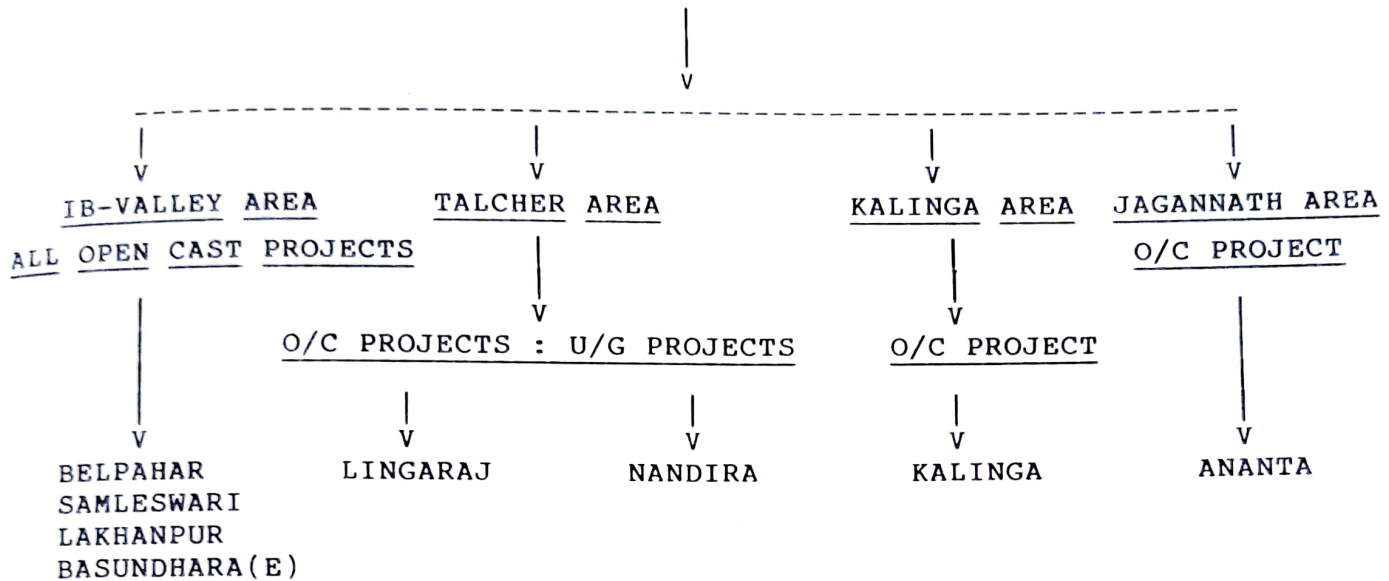 IB-VALLEY AREA TALCHER AREA KALINGA AREA JAGANNATH AREA
ALL OPEN CAST PROJECTS O/C PROJECT
O/C PROJECTS : U/G PROJECTS O/C PROJECT
BELPAHAR LINGARAJ NANDIRA KALINGA ANANTA
SAMLESWARI
LAKHANPUR
BASUNDHARA(E)